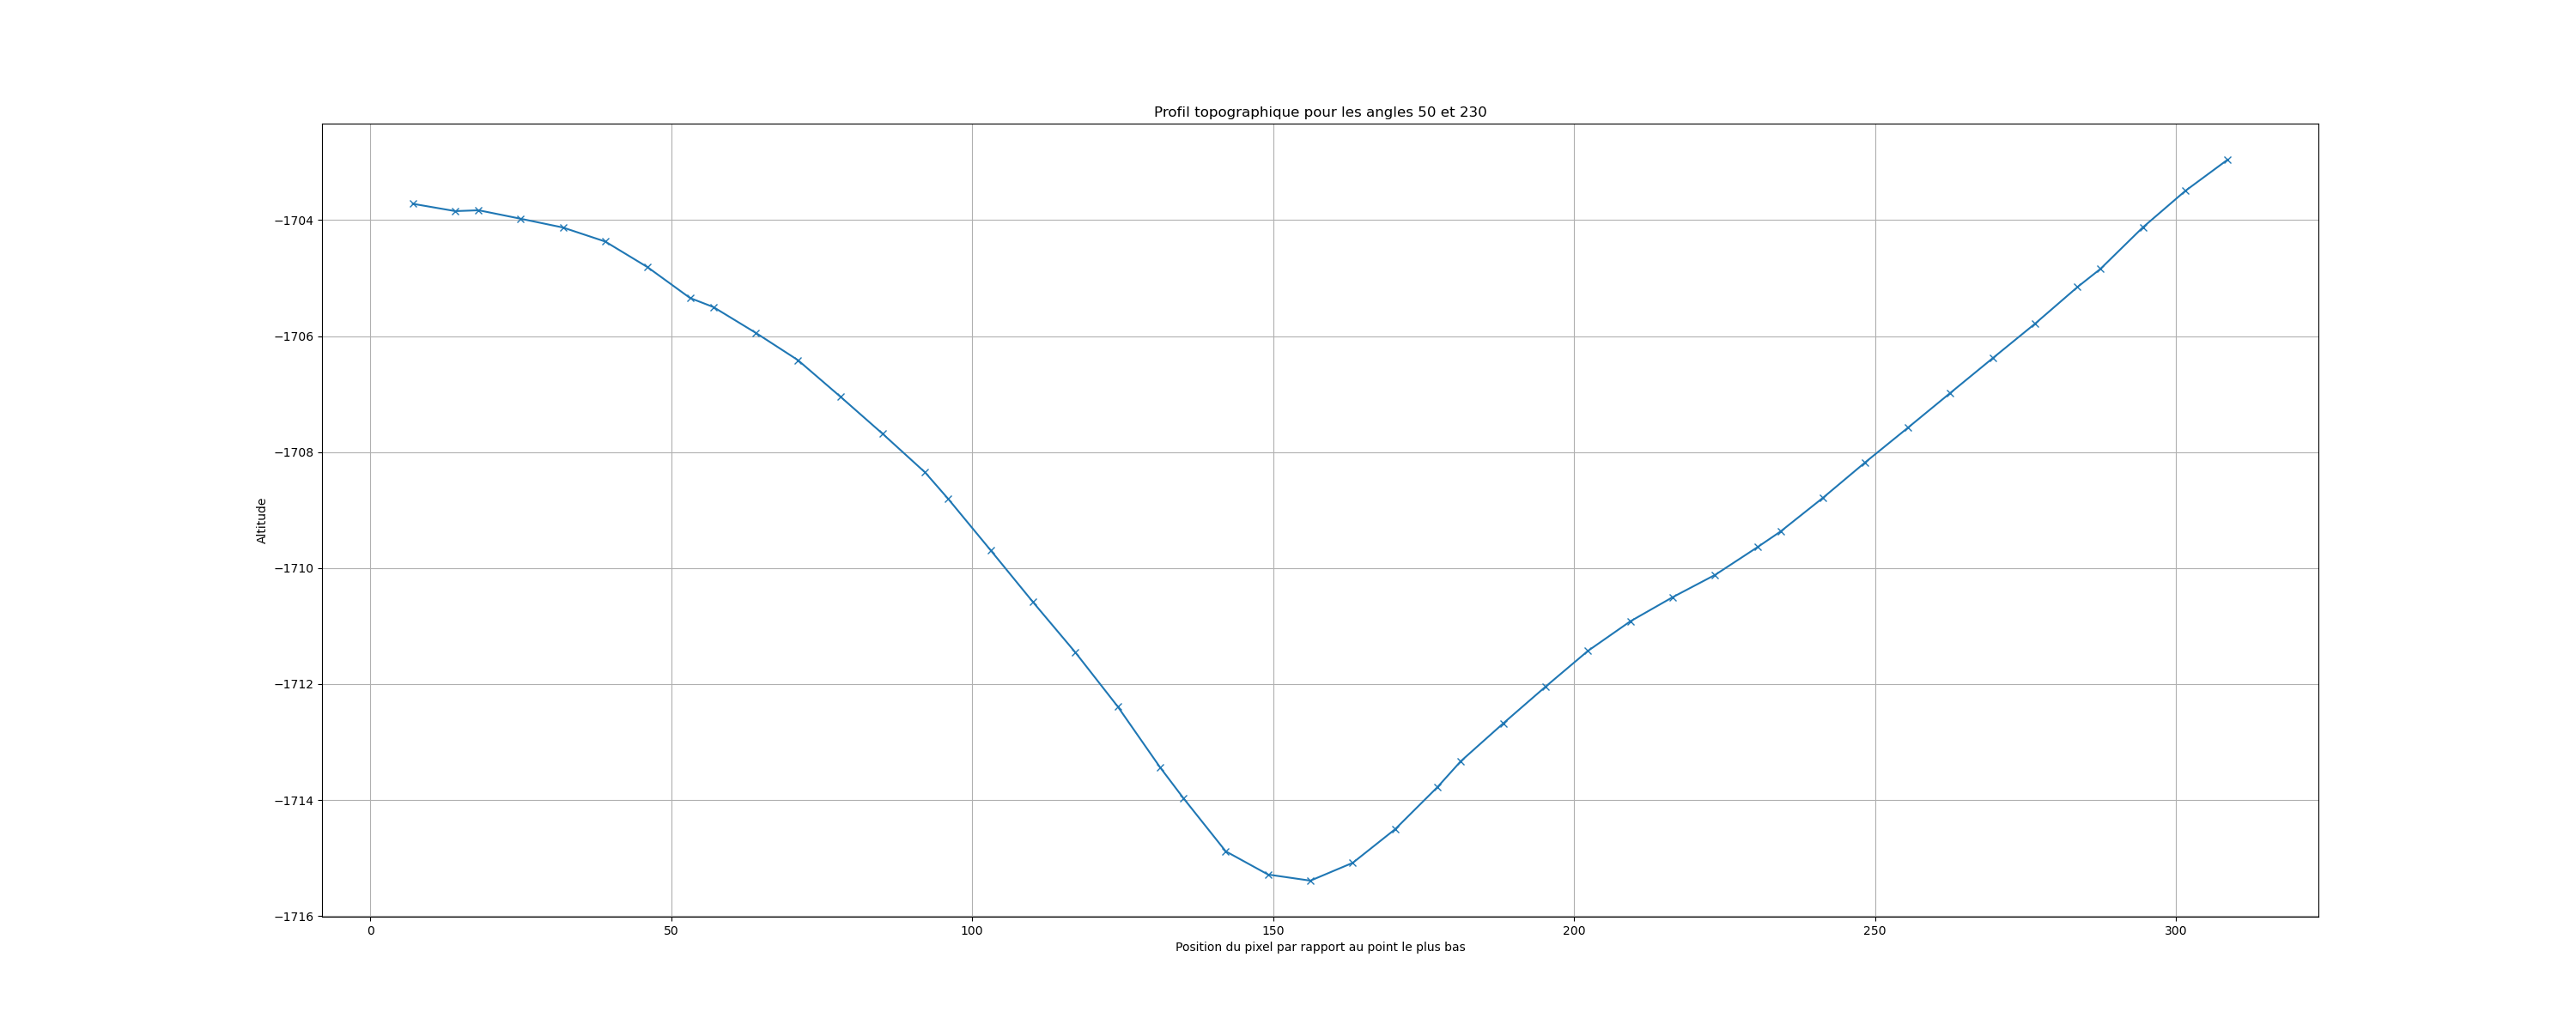 Profil topographique pour les angles 50 et 230
Altitude
−1704
−1706
−1708
−1710
−1712
−1714
−1716
0 50 100 150 200 250 300
Position du pixel par rapport au point le plus bas